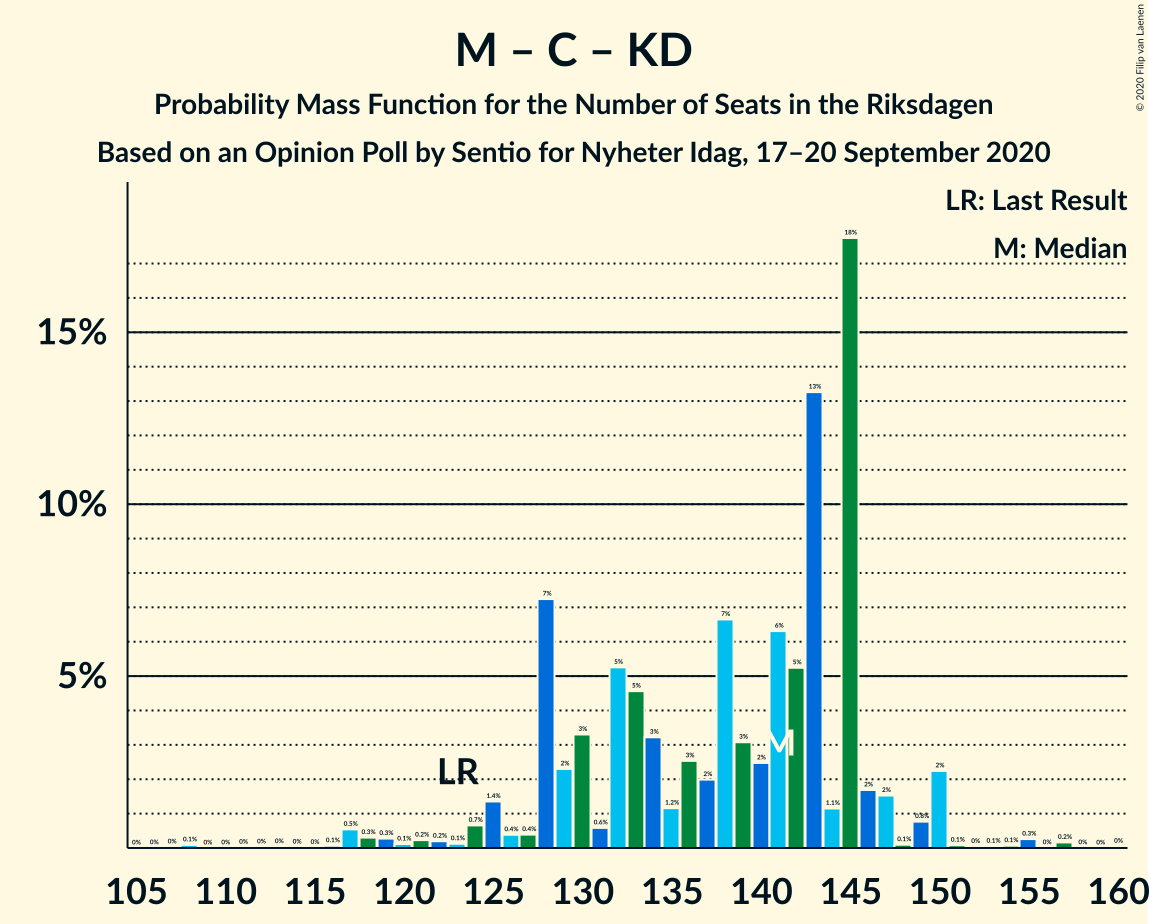 M – C – KD
Probability Mass Function for the Number of Seats in the Riksdagen
Based on an Opinion Poll by Sentio for Nyheter Idag, 17–20 September 2020
© 2020 Filip van Laenen
LR: Last Result
M: Median
15%
10%
5%
0% 0% 0% 0.1% 0% 0% 0% 0% 0% 0% 0% 0.1% 0.5% 0.3% 0.3% 0.1% 0.2% 0.2% 0.1% 0.7% 1.4% 0.4% 0.4% 7% 2% 3% 0.6% 5% 5% 3% 1.2% 3% 2% 7% 3% 2% 6% 5% 13% 1.1% 18% 2% 2% 0.1% 0.8% 2% 0.1% 0% 0.1% 0.1% 0.3% 0% 0.2% 0% 0% 0%
LR
M
105 110 115 120 125 130 135 140 145 150 155 160